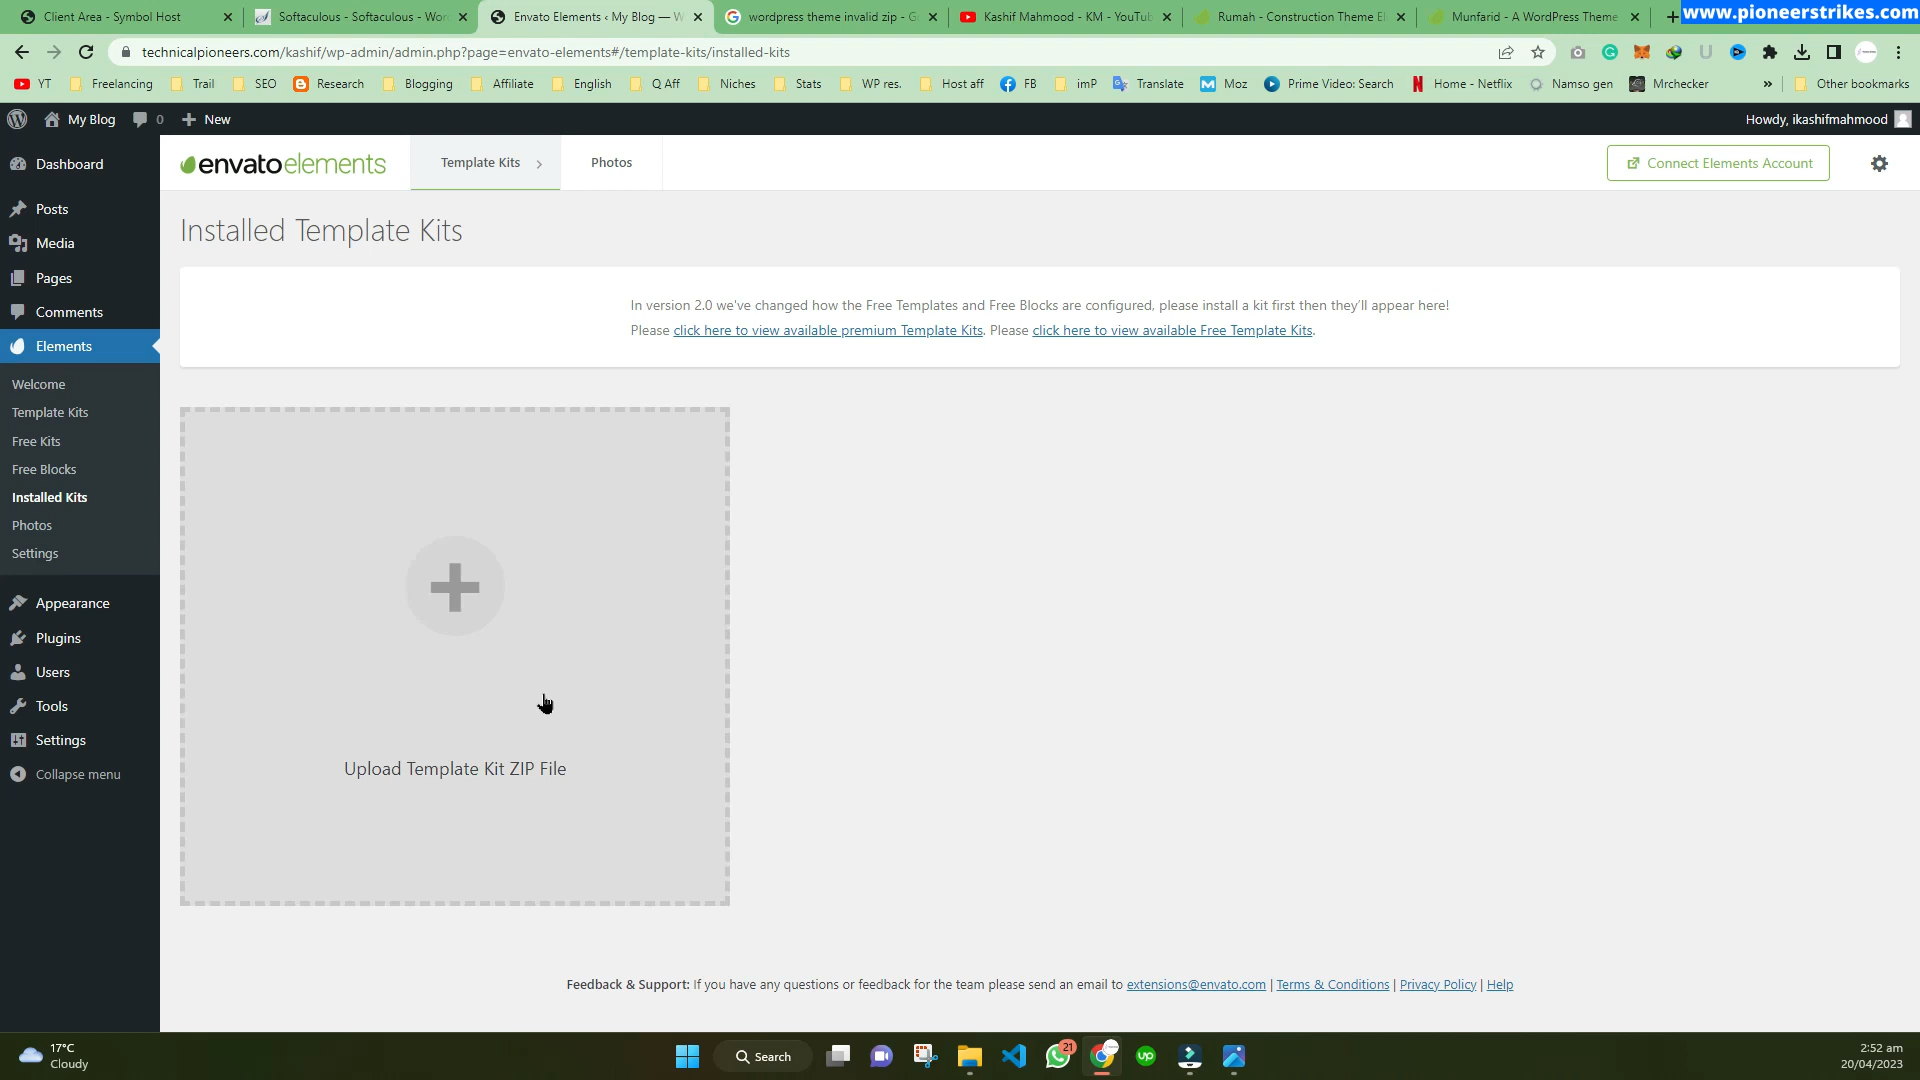 Client Area - Symbol Host
Softaculous - Softaculous - Wor
Envato Elements ‹ My Blog — W
wordpress theme invalid zip - Go
Kashif Mahmood - KM - YouTub
Rumah - Construction Theme El
Munfarid - A WordPress Theme
www.pioneerstrikes.com
technicalpioneers.com/kashif/wp-admin/admin.php?page=envato-elements#/template-kits/installed-kits
YT
Freelancing
Trail
SEO
Research
Blogging
Affiliate
English
Q Aff
Niches
Stats
WP res.
Host aff
FB
imP
Translate
Moz
Prime Video: Search
Home - Netflix
Namso gen
Mrchecker
»
Other bookmarks
My Blog
0
New
Howdy, ikashifmahmood
Dashboard
Posts
Media
Pages
Comments
Elements
Welcome
Template Kits
Free Kits
Free Blocks
Installed Kits
Photos
Settings
Appearance
Plugins
Users
Tools
Settings
Collapse menu
envatoelements
Template Kits
Photos
Connect Elements Account
Installed Template Kits
In version 2.0 we've changed how the Free Templates and Free Blocks are configured, please install a kit first then they'll appear here!
Please click here to view available premium Template Kits. Please click here to view available Free Template Kits.
Upload Template Kit ZIP File
Feedback & Support: If you have any questions or feedback for the team please send an email to extensions@envato.com | Terms & Conditions | Privacy Policy | Help
17°C
Cloudy
Search
21
up
2:52 am
20/04/2023